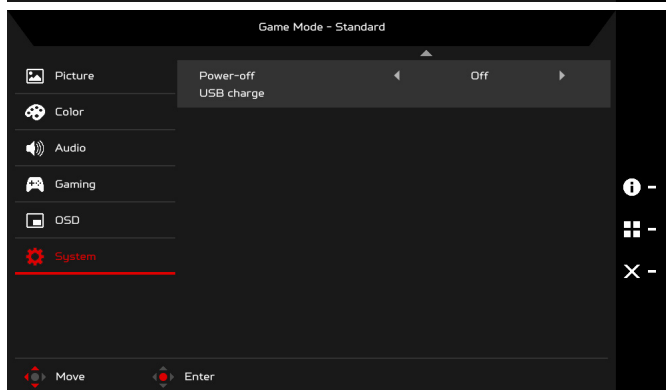 Game Mode - Standard
Picture
Power-off
Off
USB charge
Color
Audio
Gaming
OSD
System
Move
Enter